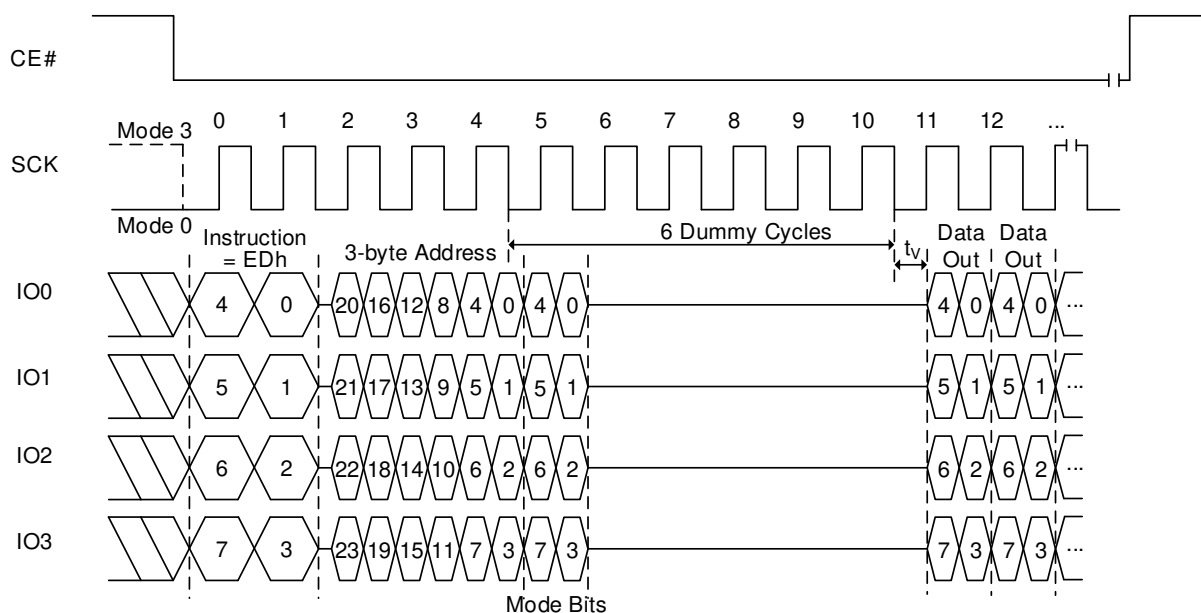 CE#
0 1 2 3 4 5 6 7 8 9 10 11 12 ...
Mode 3
SCK
Mode 0
6 Dummy Cycles
Instruction
= EDh
3-byte Address
tV
Data
Out
Data
Out
IO0 4 0 20 16 12 8 4 0 4 0 4 0 4 0 ...
IO1 5 1 21 17 13 9 5 1 5 1 5 1 5 1 ...
IO2 6 2 22 18 14 10 6 2 6 2 6 2 6 2 ...
IO3 7 3 23 19 15 11 7 3 7 3 7 3 7 3 ...
Mode Bits